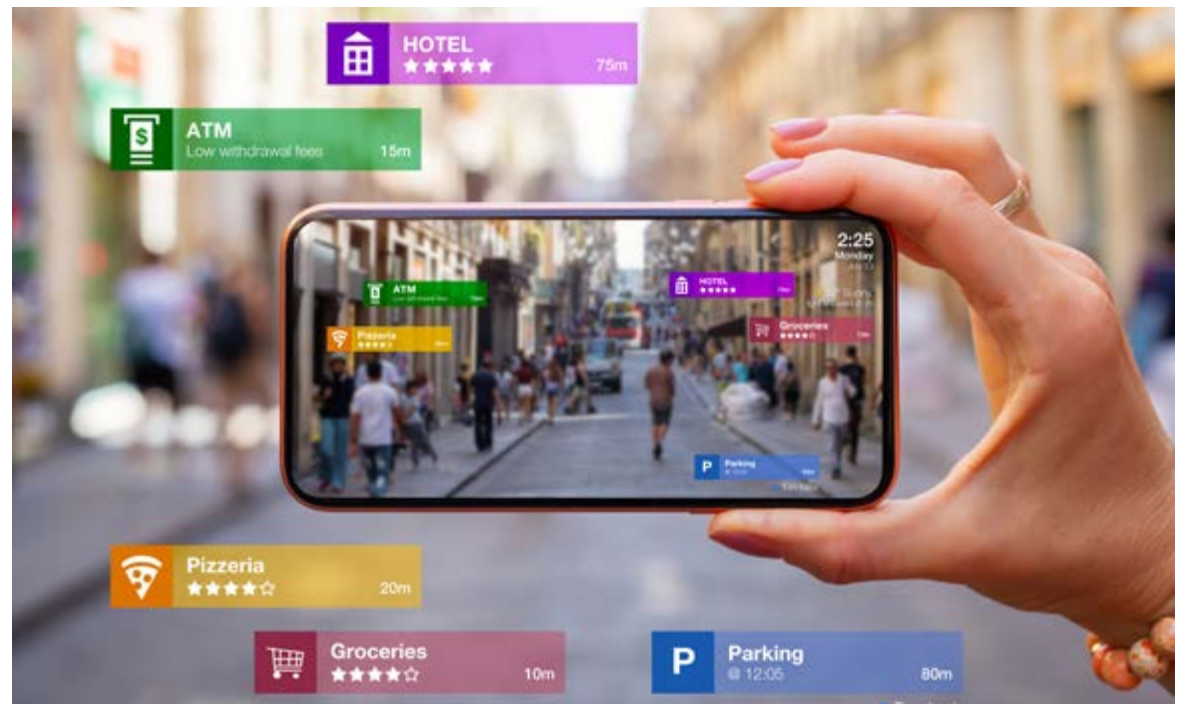 HOTEL
★★★★★
75m
$
ATM
Low withdrawal fees
15m
2:25
Monday
ATM
HOTEL
★★★★★
Pizzeria
★★★★☆
Groceries
★★★★☆
P
Parking
Pizzeria
★★★★☆
20m
Groceries
★★★★☆
10m
P
Parking
@ 12:05
80m